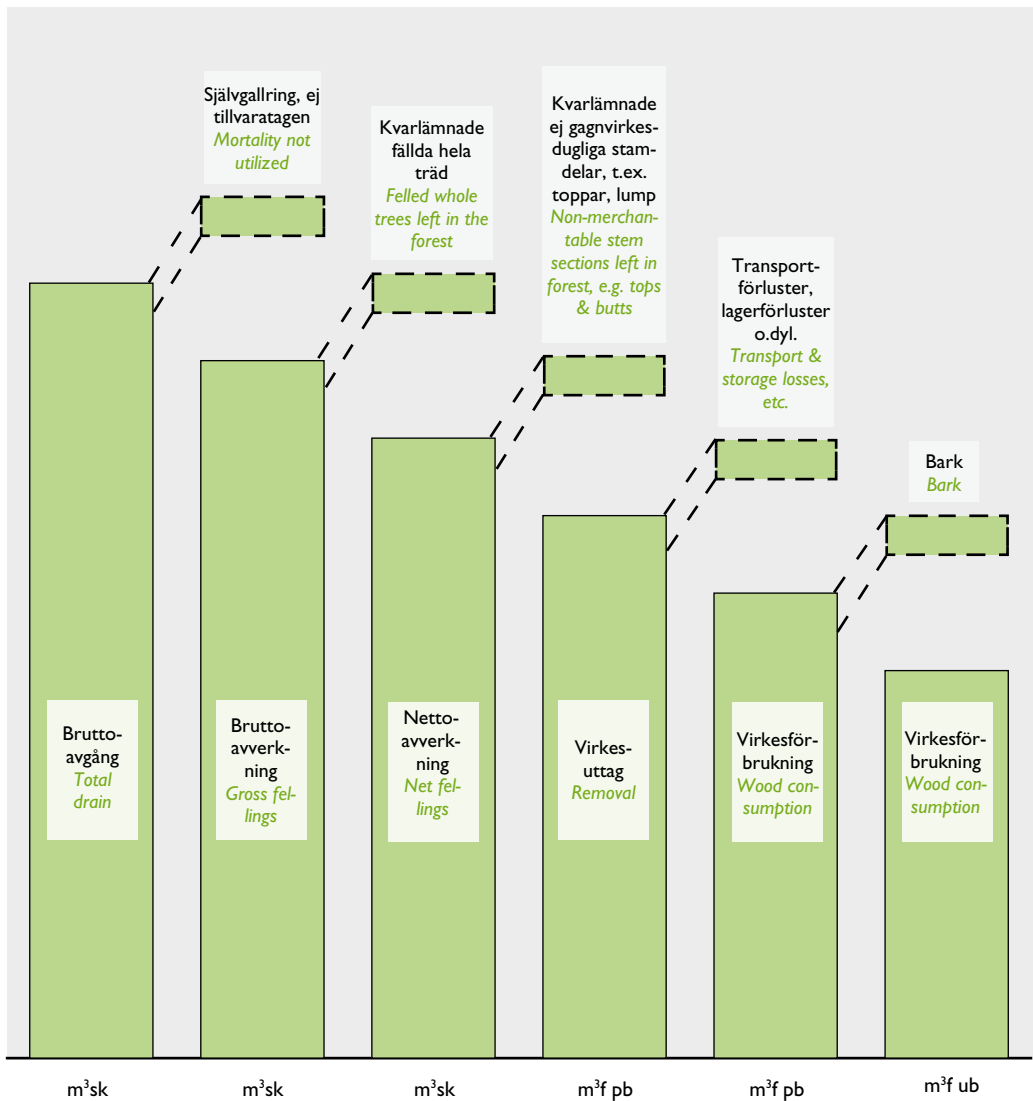 Självgallring, ej
tillvaratagen
Mortality not
utilized
Kvarlämnade
fällda hela
träd
Felled whole
trees left in the
forest
Kvarlämnade
ej gagnvirkes-
dugliga stam-
delar, t.ex.
toppar, lump
Non-merchan-
table stem
sections left in
forest, e.g. tops
& butts
Transport-
förluster,
lagerförluster
o.dyl.
Transport &
storage losses,
etc.
Bark
Bark
Brutto-
avgång
Total
drain
Brutto-
avverk-
ning
Gross fel-
lings
Netto-
avverk-
ning
Net fel-
lings
Virkes-
uttag
Removal
Virkesför-
brukning
Wood con-
sumption
Virkesför-
brukning
Wood con-
sumption
m³sk
m³sk
m³sk
m³f pb
m³f pb
m³f ub